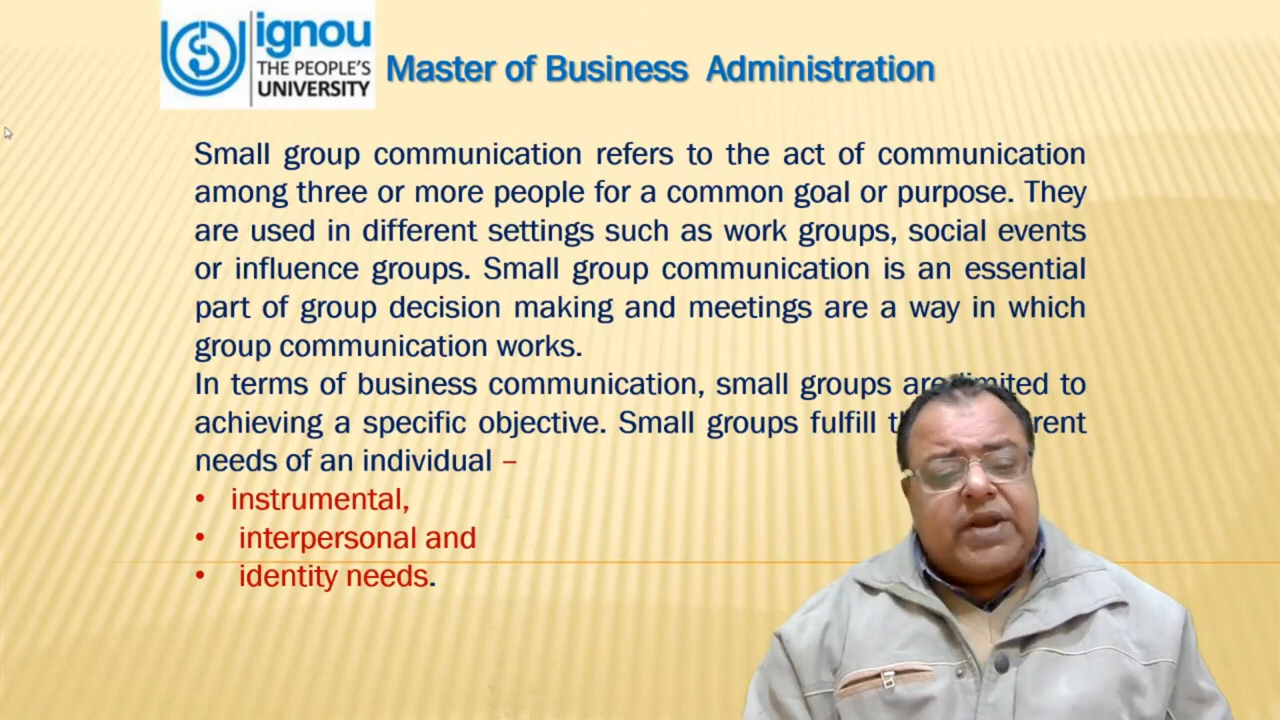 ignou
THE PEOPLE'S
UNIVERSITY
Master of Business Administration
Small group communication refers to the act of communication
among three or more people for a common goal or purpose. They
are used in different settings such as work groups, social events
or influence groups. Small group communication is an essential
part of group decision making and meetings are a way in which
group communication works.
In terms of business communication, small groups are to
achieving a specific objective. Small groups fulfill
needs of an individual –
• instrumental,
• interpersonal and
• identity needs.